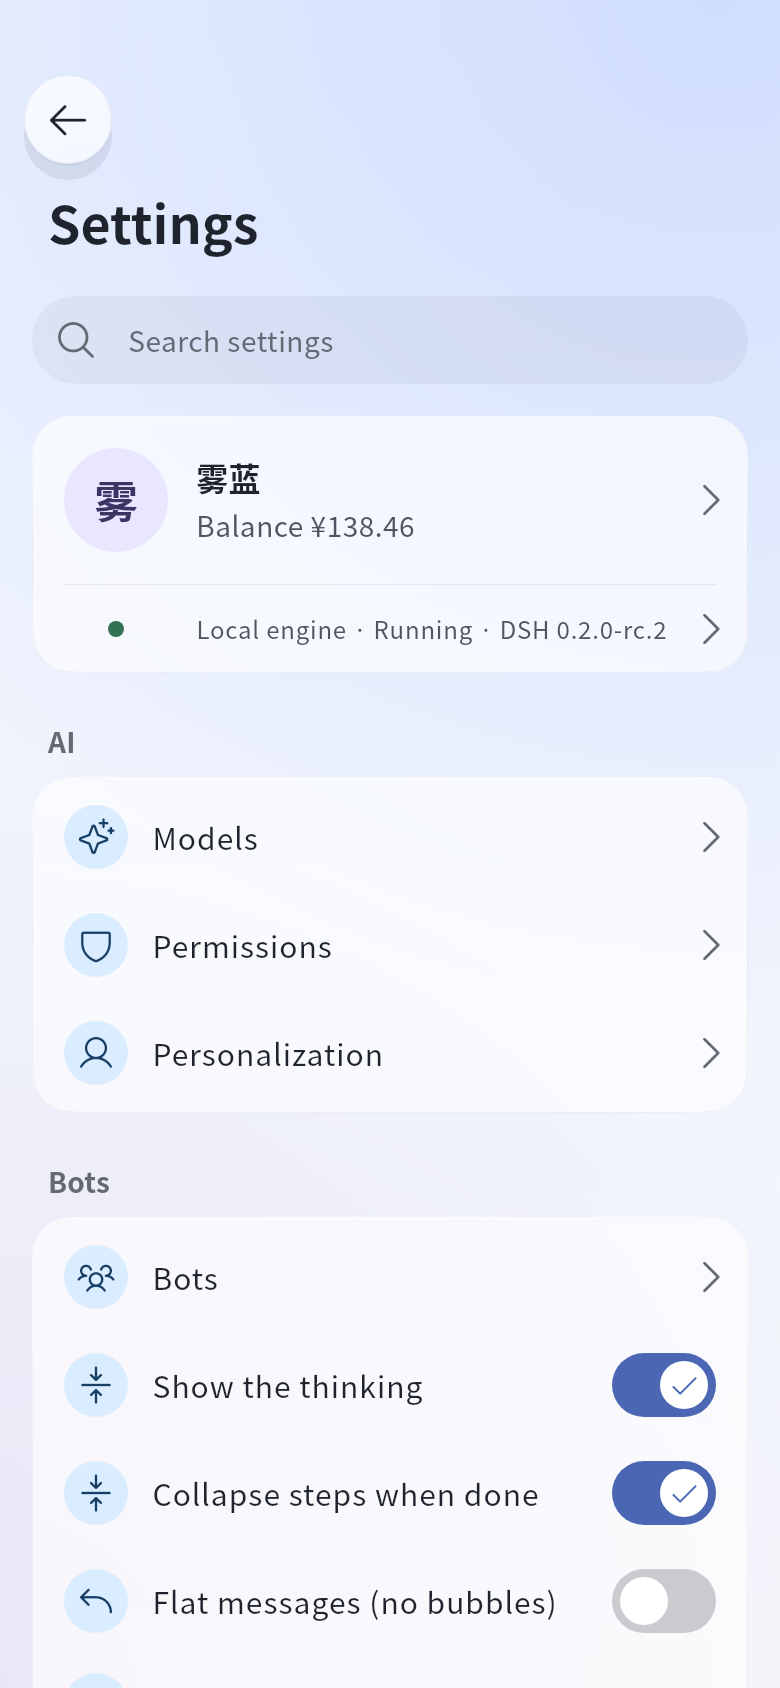 Settings
Search settings
雾
雾蓝
Balance ¥138.46
Local engine · Running · DSH 0.2.0-rc.2
AI
Models
Permissions
Personalization
Bots
Bots
Show the thinking
Collapse steps when done
Flat messages (no bubbles)